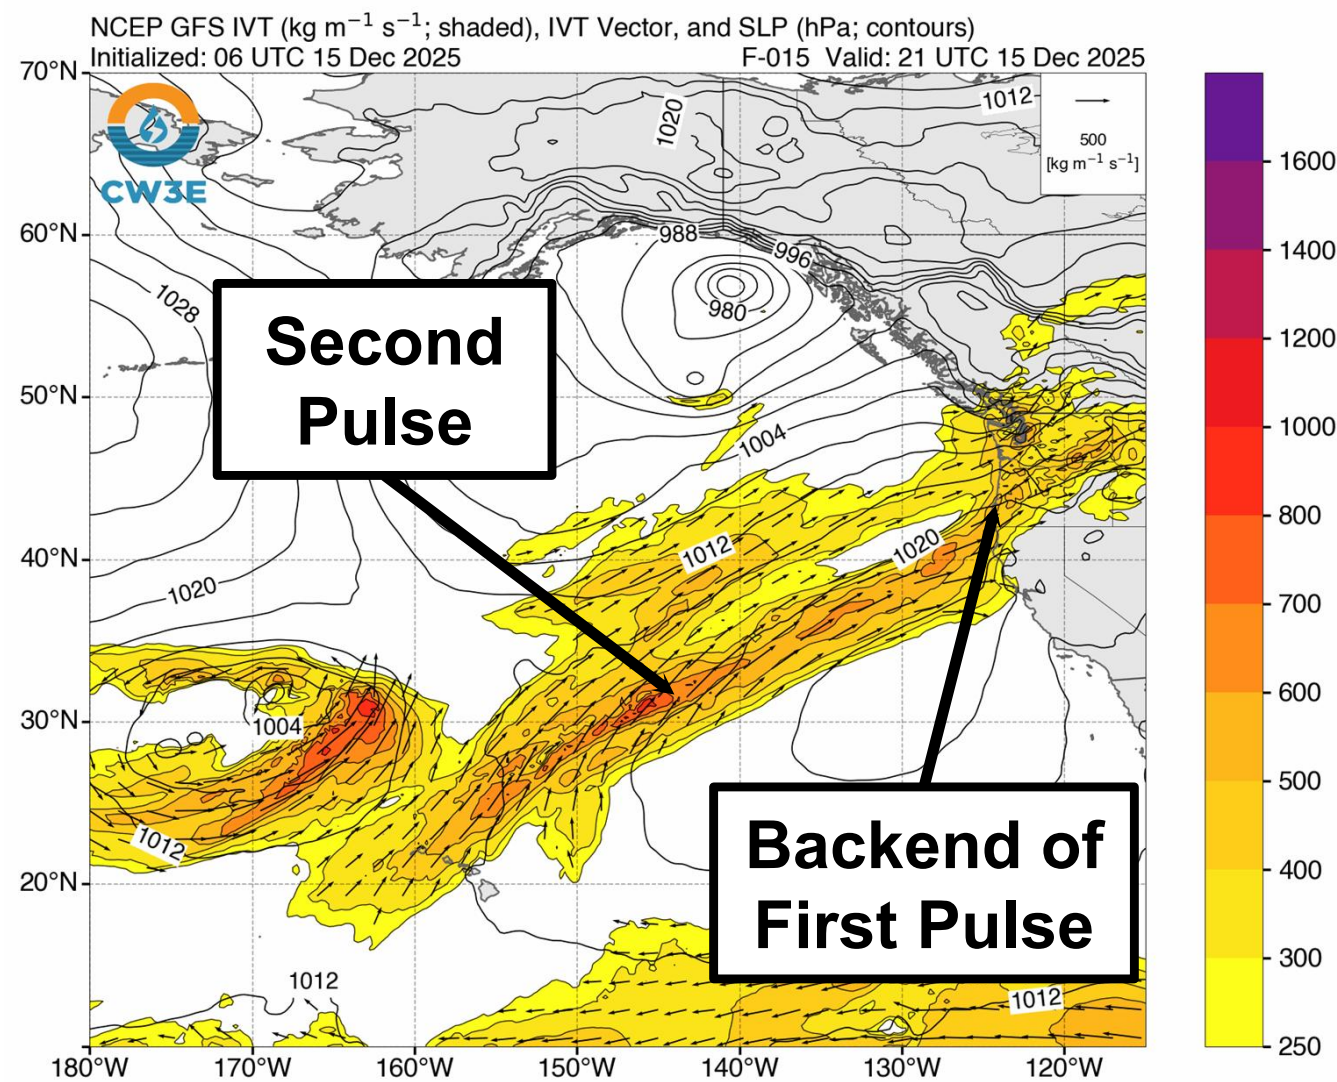 NCEP GFS IVT (kg m−1 s−1; shaded), IVT Vector, and SLP (hPa; contours)
Initialized: 06 UTC 15 Dec 2025 F-015 Valid: 21 UTC 15 Dec 2025
70°N
60°N
50°N
40°N
30°N
20°N
180°W 170°W 160°W 150°W 140°W 130°W 120°W
CW3E
500
[kg m−1 s−1]
1012
1020
988
996
980
1028
Second
Pulse
1004
1012
1020
1020
1004
1012
Backend of
First Pulse
1012
1012
1600
1400
1200
1000
800
700
600
500
400
300
250